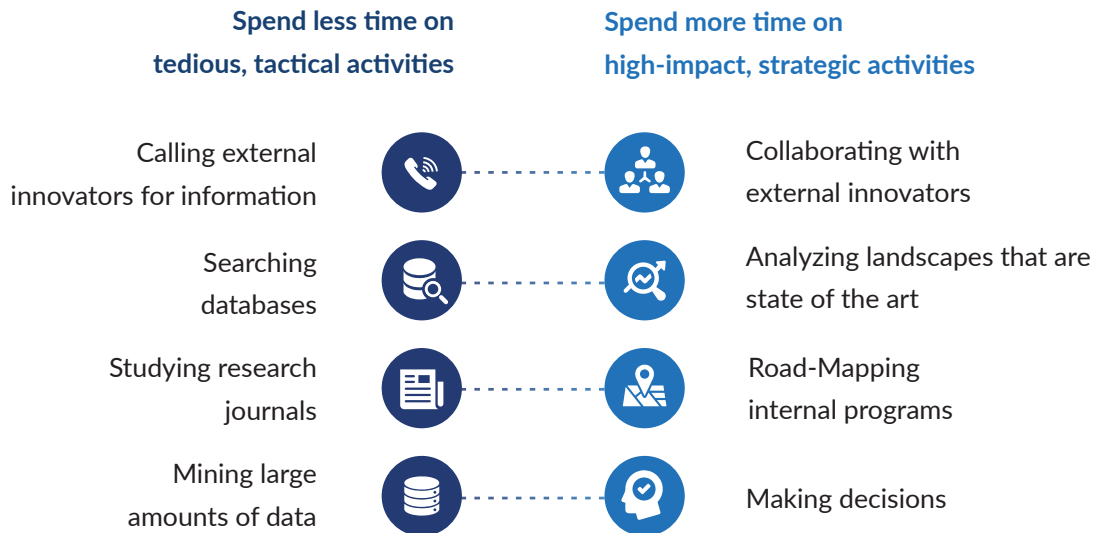 Spend less time on
tedious, tactical activities
Spend more time on
high-impact, strategic activities
Calling external
innovators for information
Collaborating with
external innovators
Searching
databases
Analyzing landscapes that are
state of the art
Studying research
journals
Road-Mapping
internal programs
Mining large
amounts of data
Making decisions